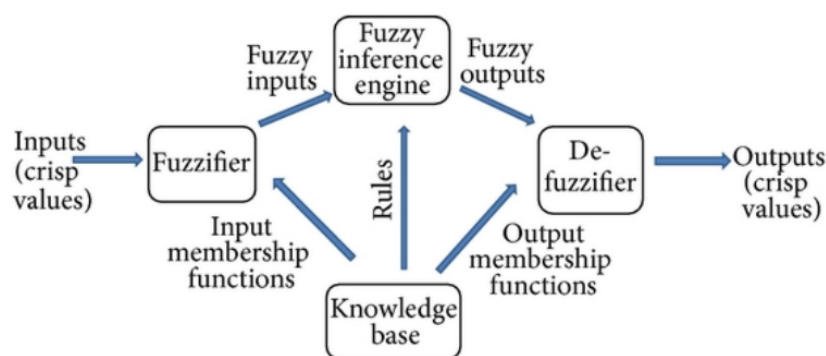 Fuzzy
inference
engine
Fuzzy
inputs
Fuzzy
outputs
Inputs
(crisp
values)
Fuzzifier
De-
fuzzifier
Outputs
(crisp
values)
Rules
Input
membership
functions
Output
membership
functions
Knowledge
base